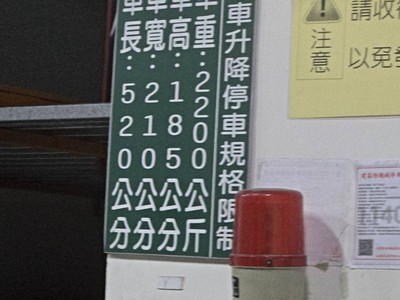 車升降停車規格限制
車重：2200公斤
車高：185公分
車寬：210公分
車長：520公分
請收
注意
以免
140